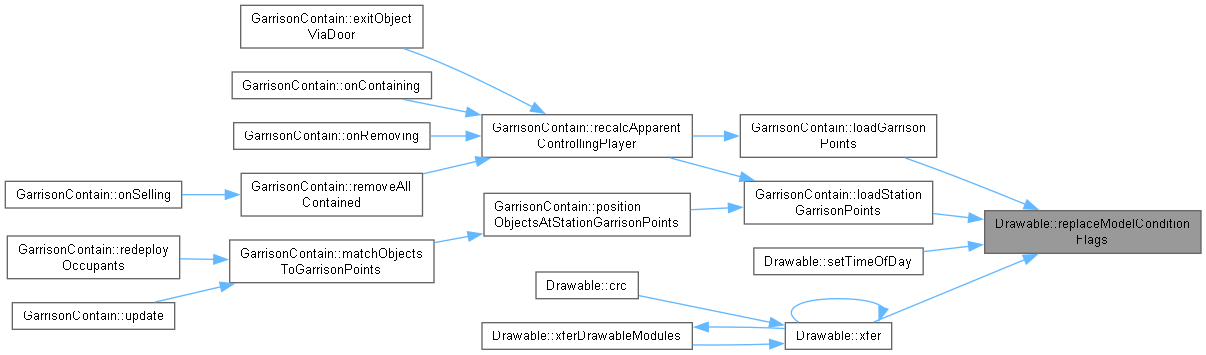 GarrisonContain::exitObject
ViaDoor
GarrisonContain::onContaining
GarrisonContain::onRemoving
GarrisonContain::recalcApparent
ControllingPlayer
GarrisonContain::loadGarrison
Points
GarrisonContain::onSelling
GarrisonContain::removeAll
Contained
GarrisonContain::position
ObjectsAtStationGarrisonPoints
GarrisonContain::loadStation
GarrisonPoints
Drawable::replaceModelCondition
Flags
GarrisonContain::redeploy
Occupants
GarrisonContain::matchObjects
ToGarrisonPoints
Drawable::setTimeOfDay
GarrisonContain::update
Drawable::crc
Drawable::xferDrawableModules
Drawable::xfer